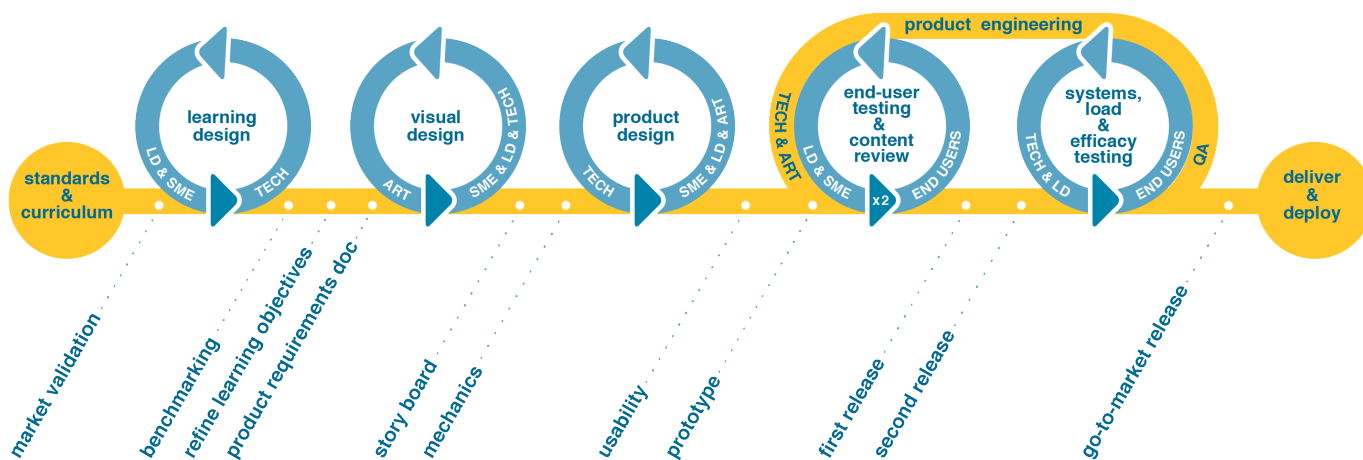 product engineering
standards
&
curriculum
learning
design
LD & SME
TECH
visual
design
ART
SME & LD & TECH
product
design
TECH
SME & LD & ART
TECH & ART
end-user
testing
&
content
review
LD & SME
x2
END USERS
systems,
load
&
efficacy
testing
TECH & LD
END USERS
QA
deliver
&
deploy
market validation
benchmarking
refine learning objectives
product requirements doc
story board
mechanics
usability
prototype
first release
second release
go-to-market release